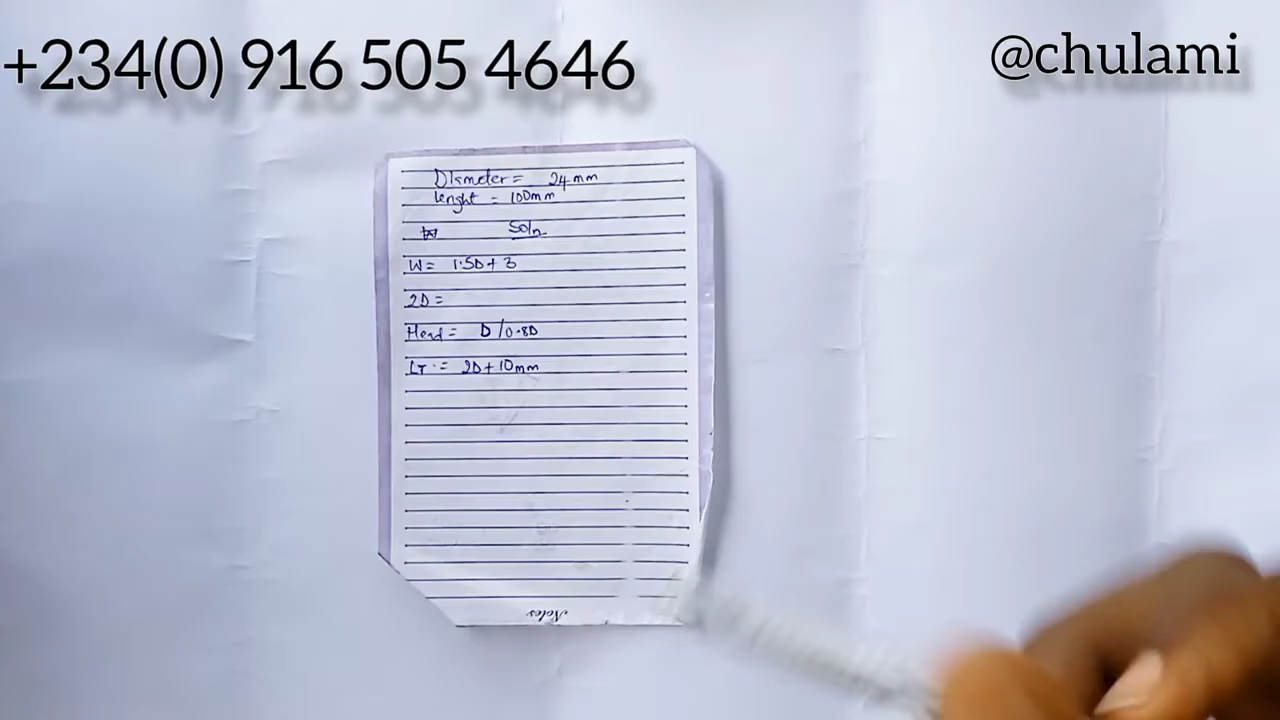 +234(0) 916 505 4646
@chulami
Diameter = 24mm
lenght = 100mm
Soln
W = 1.5D + 3
2D =
Head = D/0.8D
LT = 2D + 10mm
Notes